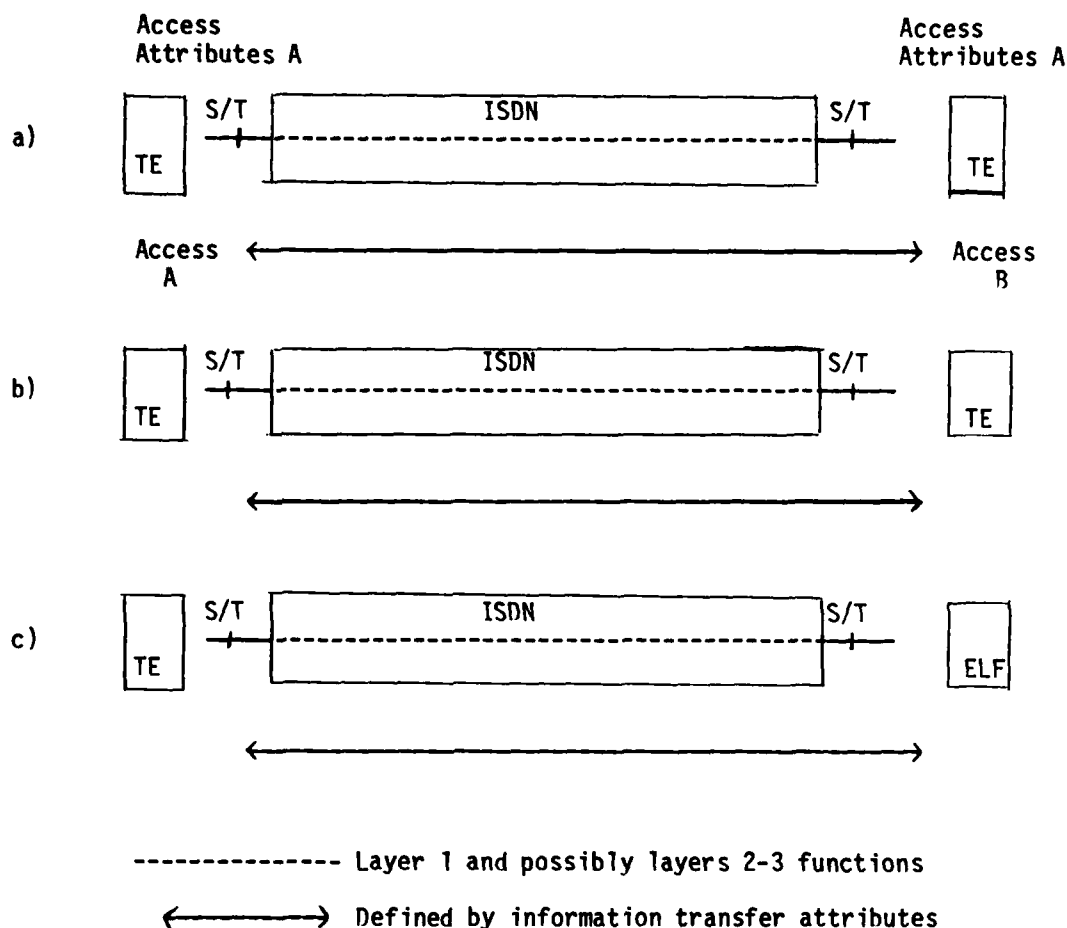 Access
Attributes A
Access
Attributes A
a)
S/T
ISDN
S/T
TE
TE
Access
A
Access
B
b)
S/T
ISDN
S/T
TE
TE
c)
S/T
ISDN
S/T
TE
ELF
Layer 1 and possibly layers 2-3 functions
Defined by information transfer attributes